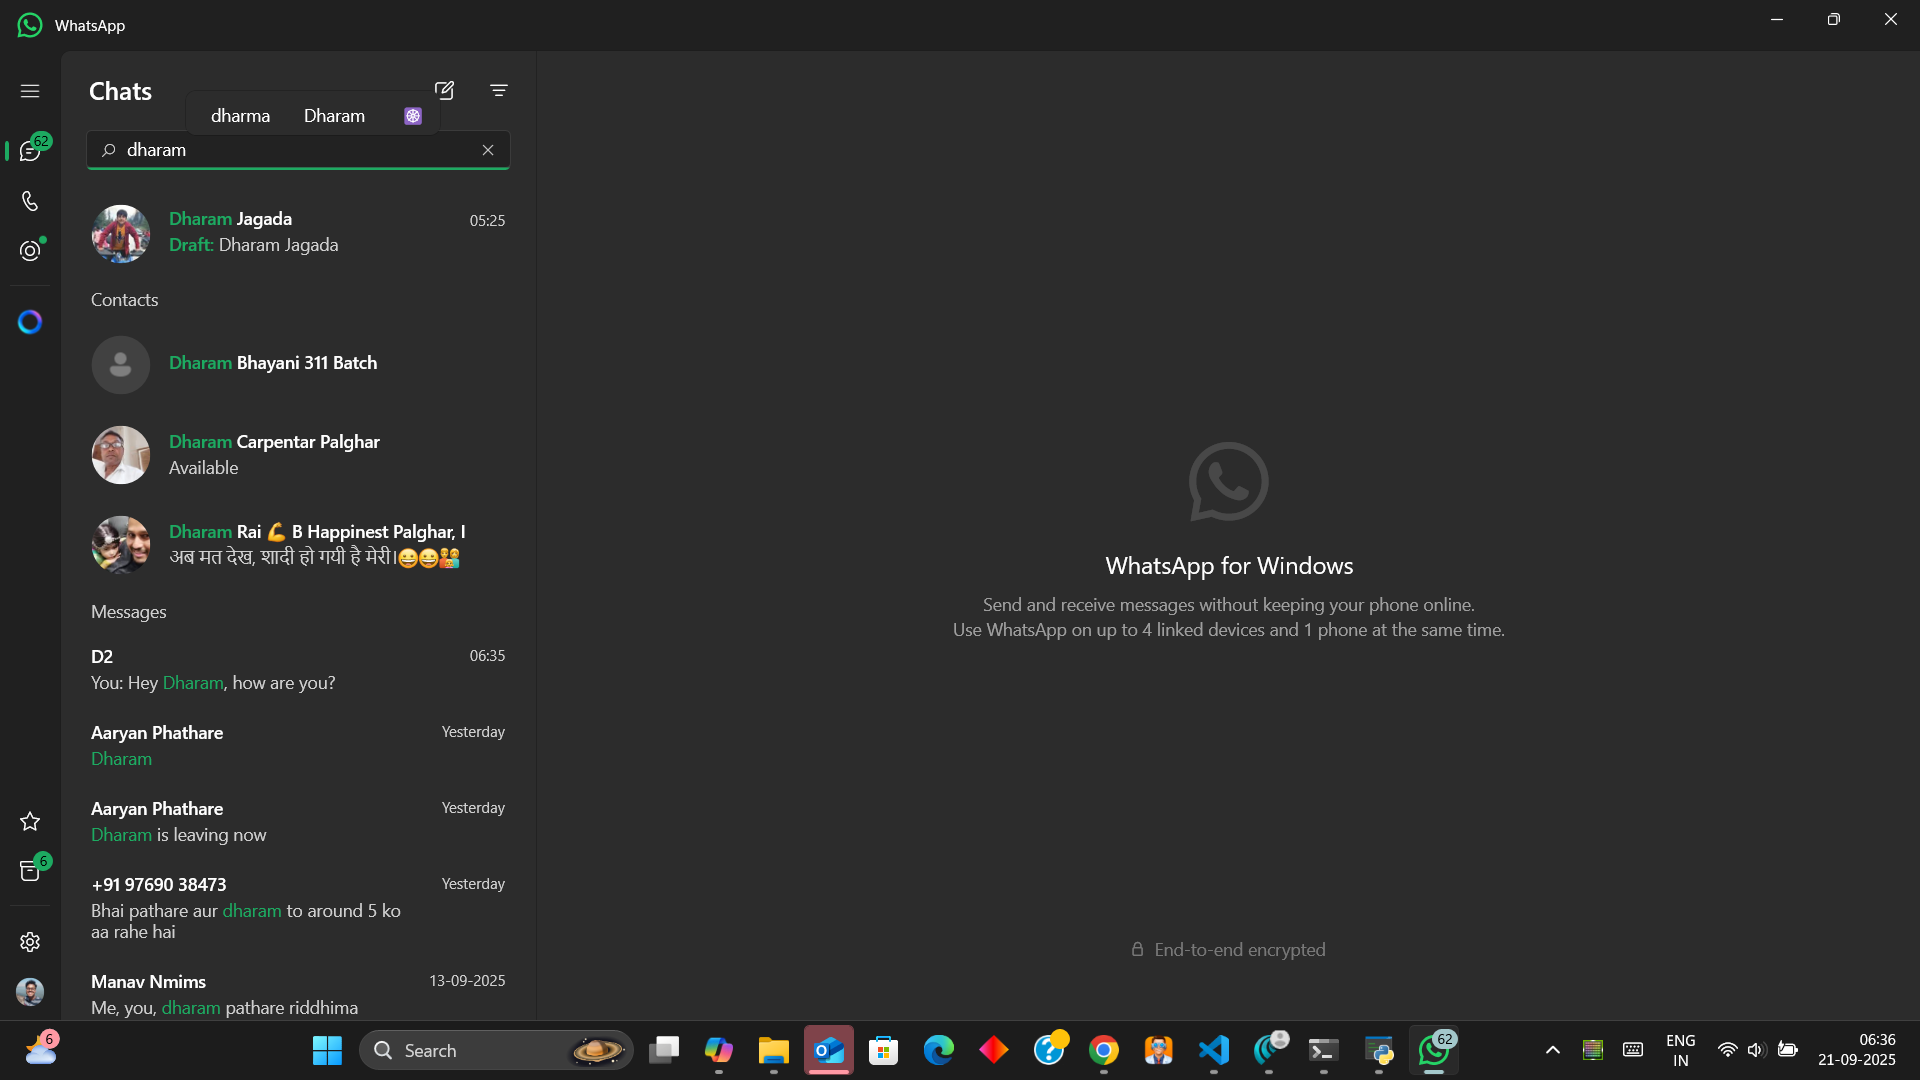 WhatsApp
Chats
dharma Dharam
dharam
Dharam Jagada 05:25
Draft: Dharam Jagada
Contacts
Dharam Bhayani 311 Batch
Dharam Carpentar Palghar
Available
Dharam Rai 💪 B Happinest Palghar, I
अब मत देख, शादी हो गयी है मेरी।😀😀👫
Messages
D2 06:35
You: Hey Dharam, how are you?
Aaryan Phathare Yesterday
Dharam
Aaryan Phathare Yesterday
Dharam is leaving now
+91 97690 38473 Yesterday
Bhai pathare aur dharam to around 5 ko
aa rahe hai
Manav Nmims 13-09-2025
Me, you, dharam pathare riddhima
62
6
WhatsApp for Windows
Send and receive messages without keeping your phone online.
Use WhatsApp on up to 4 linked devices and 1 phone at the same time.
End-to-end encrypted
6
Search
62
ENG
IN
06:36
21-09-2025